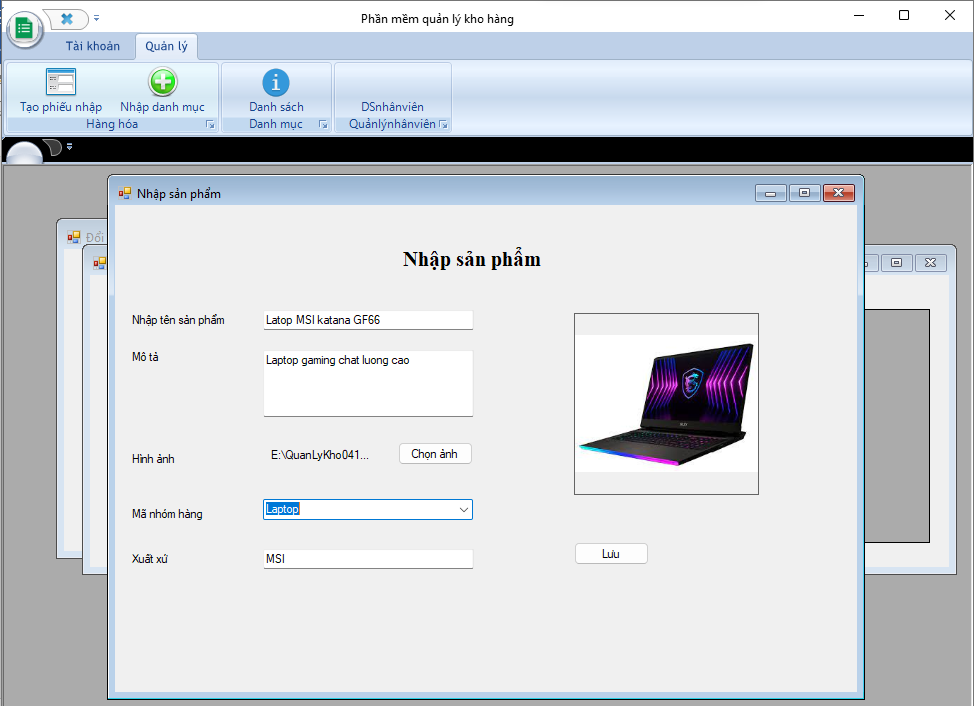 Phần mềm quản lý kho hàng
Tài khoản Quản lý
Tạo phiếu nhập Nhập danh mục Danh sách DSnhânviên
Hàng hóa Danh mục Quảnlýnhânviên
Nhập sản phẩm
Đổi
Nhập sản phẩm
Nhập tên sản phẩm Latop MSI katana GF66
Mô tả Laptop gaming chat luong cao
Hình ảnh E:\QuanLyKho041... Chọn ảnh
Mã nhóm hàng Laptop
Xuất xứ MSI
Lưu